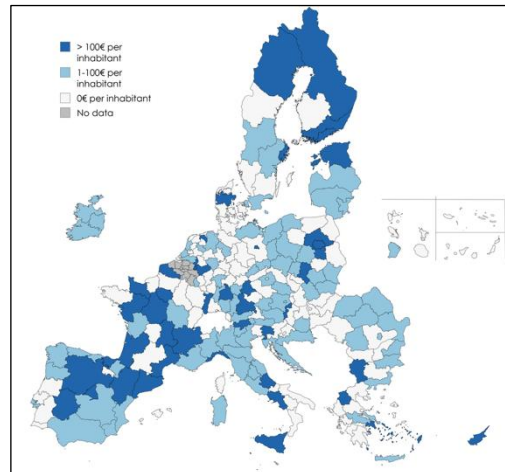 > 100€ per
inhabitant
1-100€ per
inhabitant
0€ per inhabitant
No data